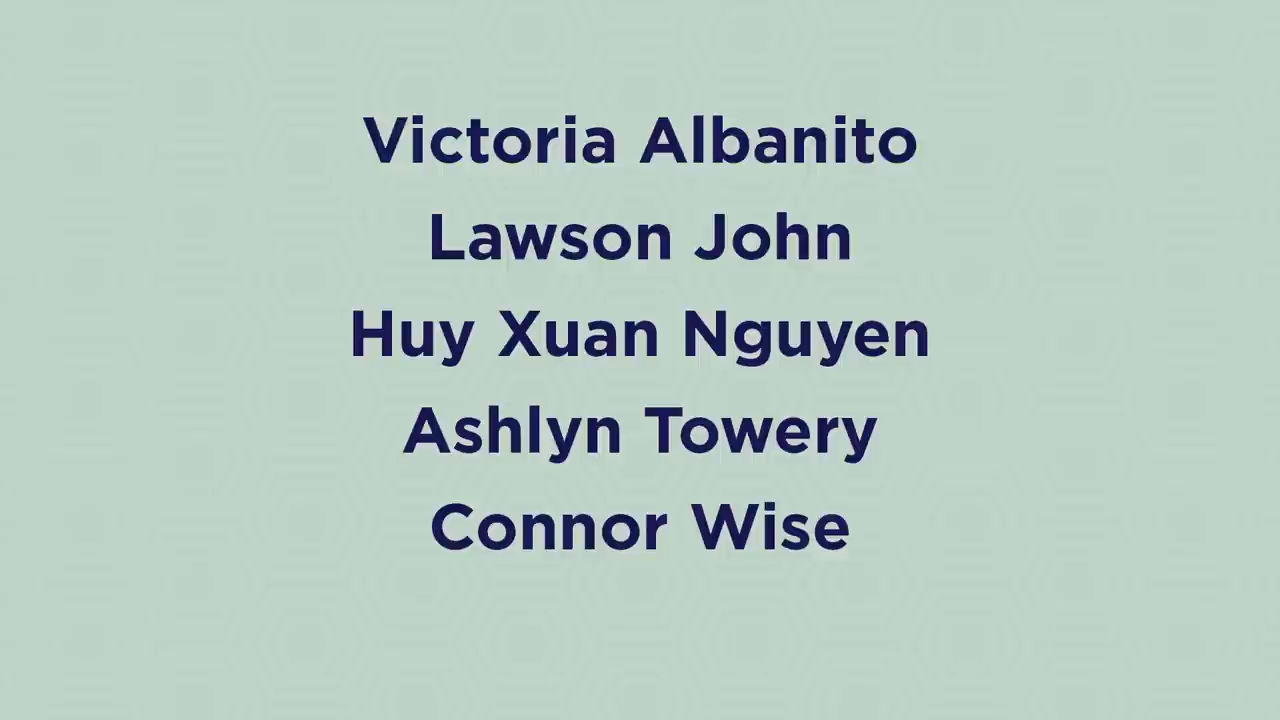 Victoria Albanito
Lawson John
Huy Xuan Nguyen
Ashlyn Towery
Connor Wise